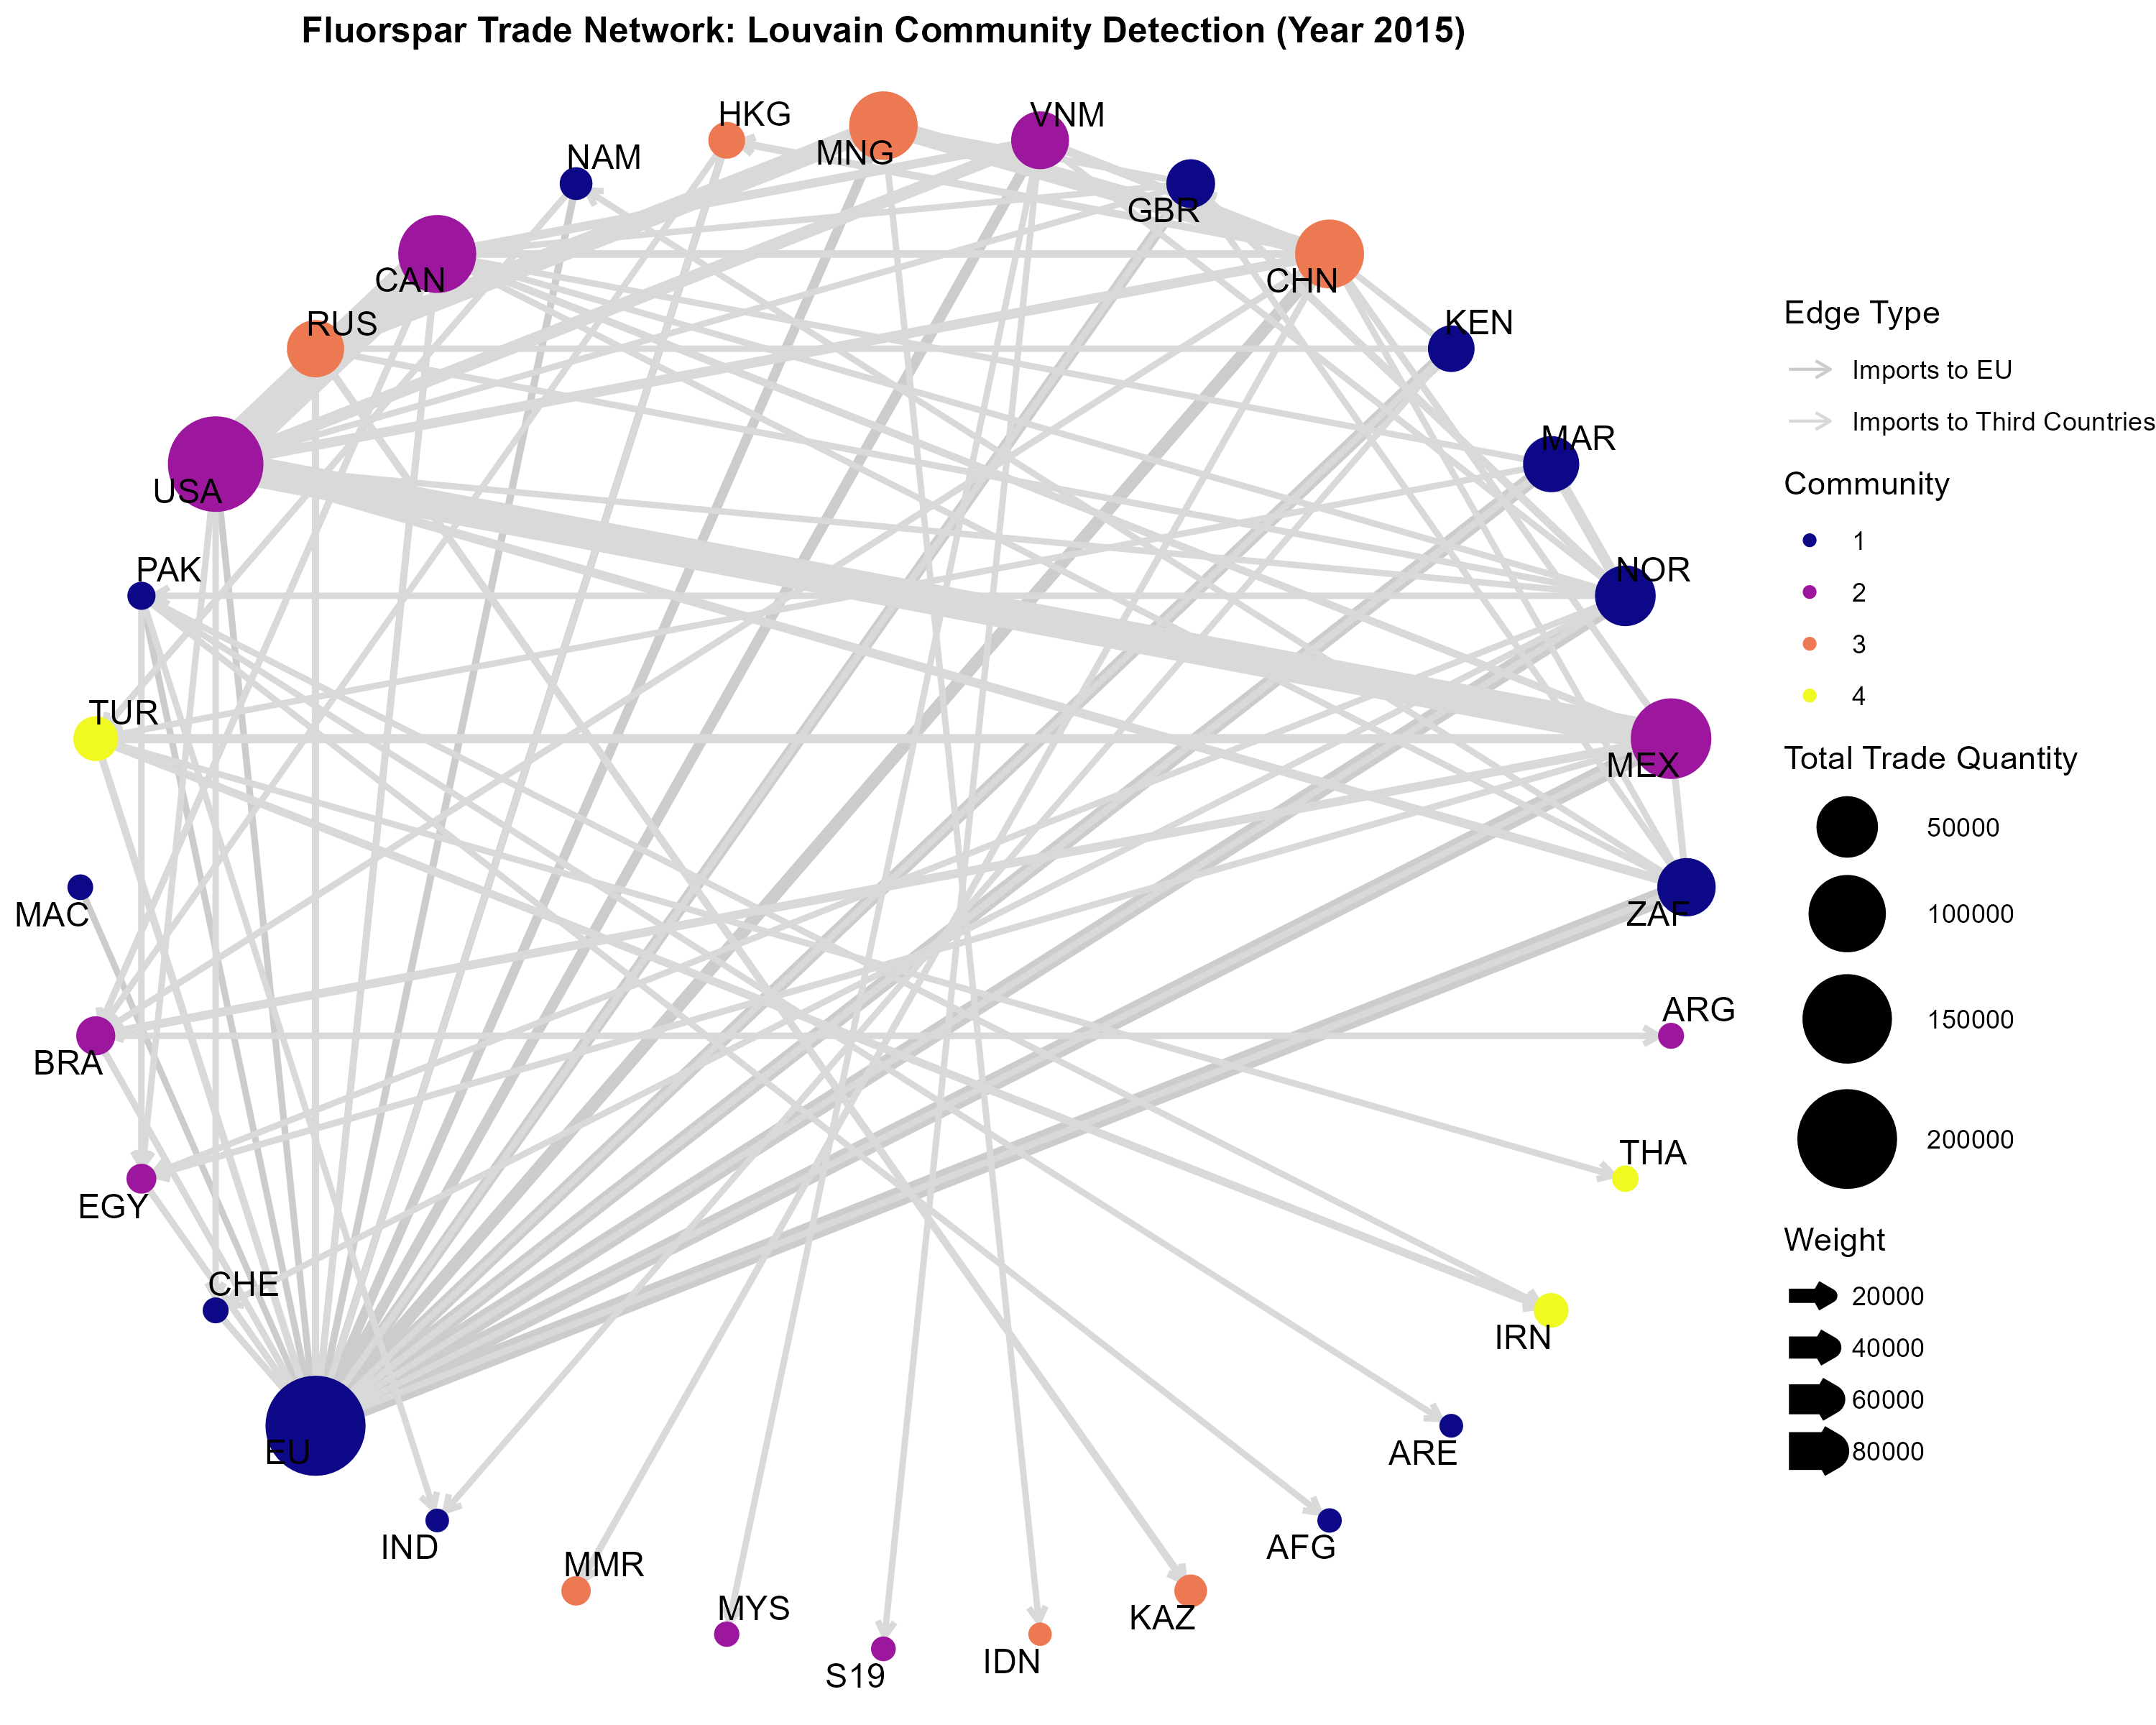 Fluorspar Trade Network: Louvain Community Detection (Year 2015)
HKG
VNM
MNG
NAM
GBR
CAN
CHN
RUS
KEN
MAR
USA
PAK
NOR
TUR
MEX
MAC
ZAF
ARG
BRA
THA
EGY
CHE
IRN
EU
ARE
IND
AFG
MMR
MYS
KAZ
S19
IDN
Edge Type
Imports to EU
Imports to Third Countries
Community
1
2
3
4
Total Trade Quantity
50000
100000
150000
200000
Weight
20000
40000
60000
80000